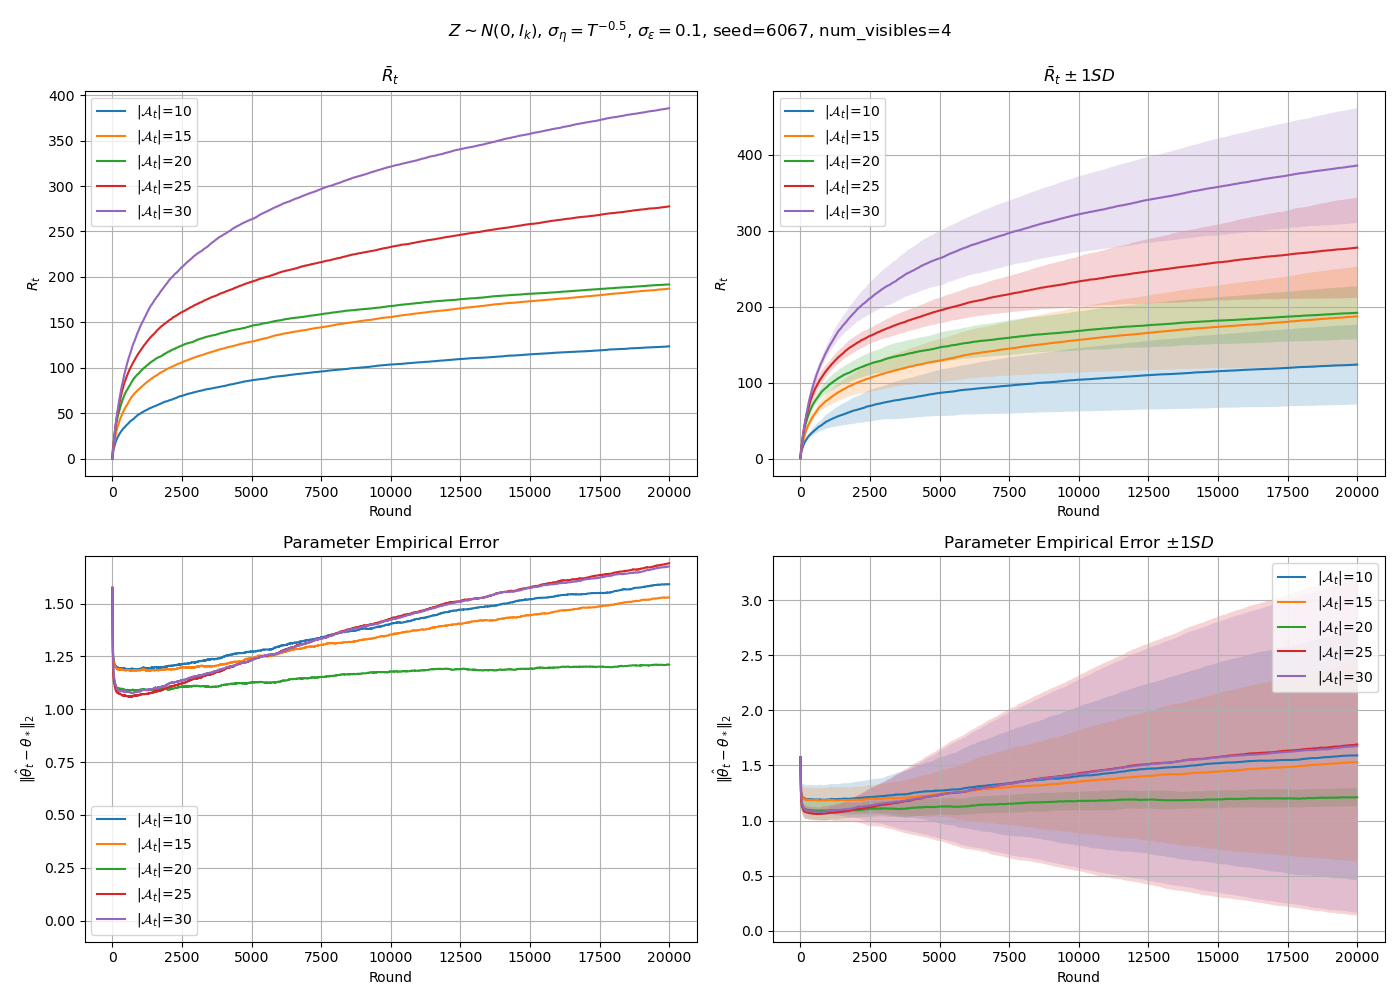 Z ∼ N(0, I_k), σ_η = T^{−0.5}, σ_ε = 0.1, seed=6067, num_visibles=4
R̄_t
400
350
300
250
200
150
100
50
0
R_t
|𝒜_t|=10
|𝒜_t|=15
|𝒜_t|=20
|𝒜_t|=25
|𝒜_t|=30
0 2500 5000 7500 10000 12500 15000 17500 20000
Round
R̄_t ± 1SD
400
300
200
100
0
R_t
|𝒜_t|=10
|𝒜_t|=15
|𝒜_t|=20
|𝒜_t|=25
|𝒜_t|=30
0 2500 5000 7500 10000 12500 15000 17500 20000
Round
Parameter Empirical Error
1.50
1.25
1.00
0.75
0.50
0.25
0.00
‖θ̂_t − θ_*‖_2
|𝒜_t|=10
|𝒜_t|=15
|𝒜_t|=20
|𝒜_t|=25
|𝒜_t|=30
0 2500 5000 7500 10000 12500 15000 17500 20000
Round
Parameter Empirical Error ±1SD
3.0
2.5
2.0
1.5
1.0
0.5
0.0
‖θ̂_t − θ_*‖_2
|𝒜_t|=10
|𝒜_t|=15
|𝒜_t|=20
|𝒜_t|=25
|𝒜_t|=30
0 2500 5000 7500 10000 12500 15000 17500 20000
Round